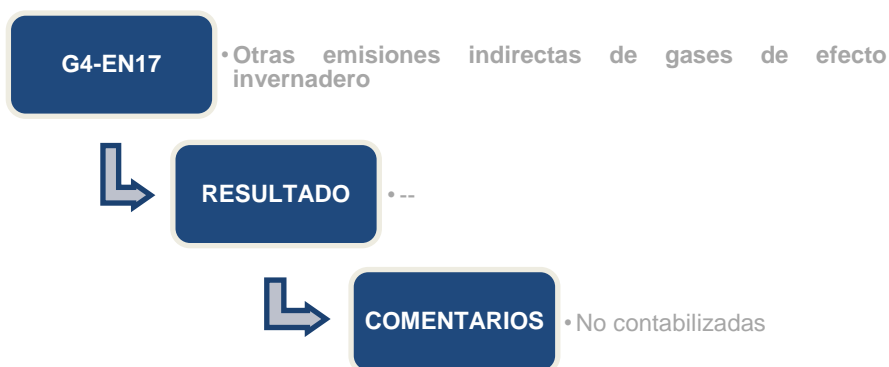 G4-EN17
• Otras emisiones indirectas de gases de efecto
invernadero
RESULTADO
• --
COMENTARIOS
• No contabilizadas